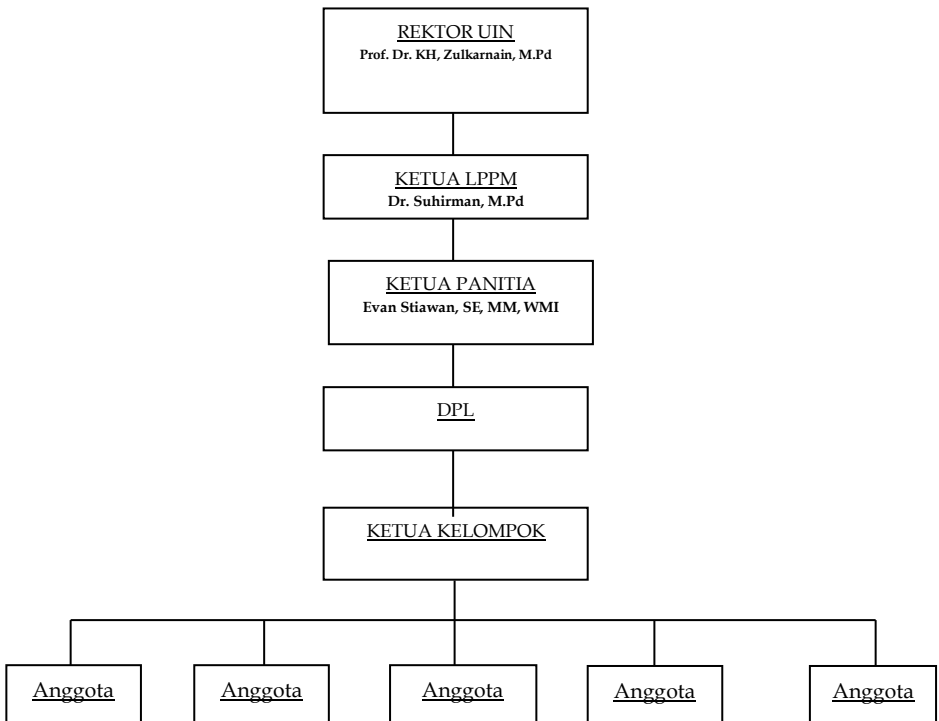 REKTOR UIN
Prof. Dr. KH, Zulkarnain, M.Pd
KETUA LPPM
Dr. Suhirman, M.Pd
KETUA PANITIA
Evan Stiawan, SE, MM, WMI
DPL
KETUA KELOMPOK
Anggota
Anggota
Anggota
Anggota
Anggota